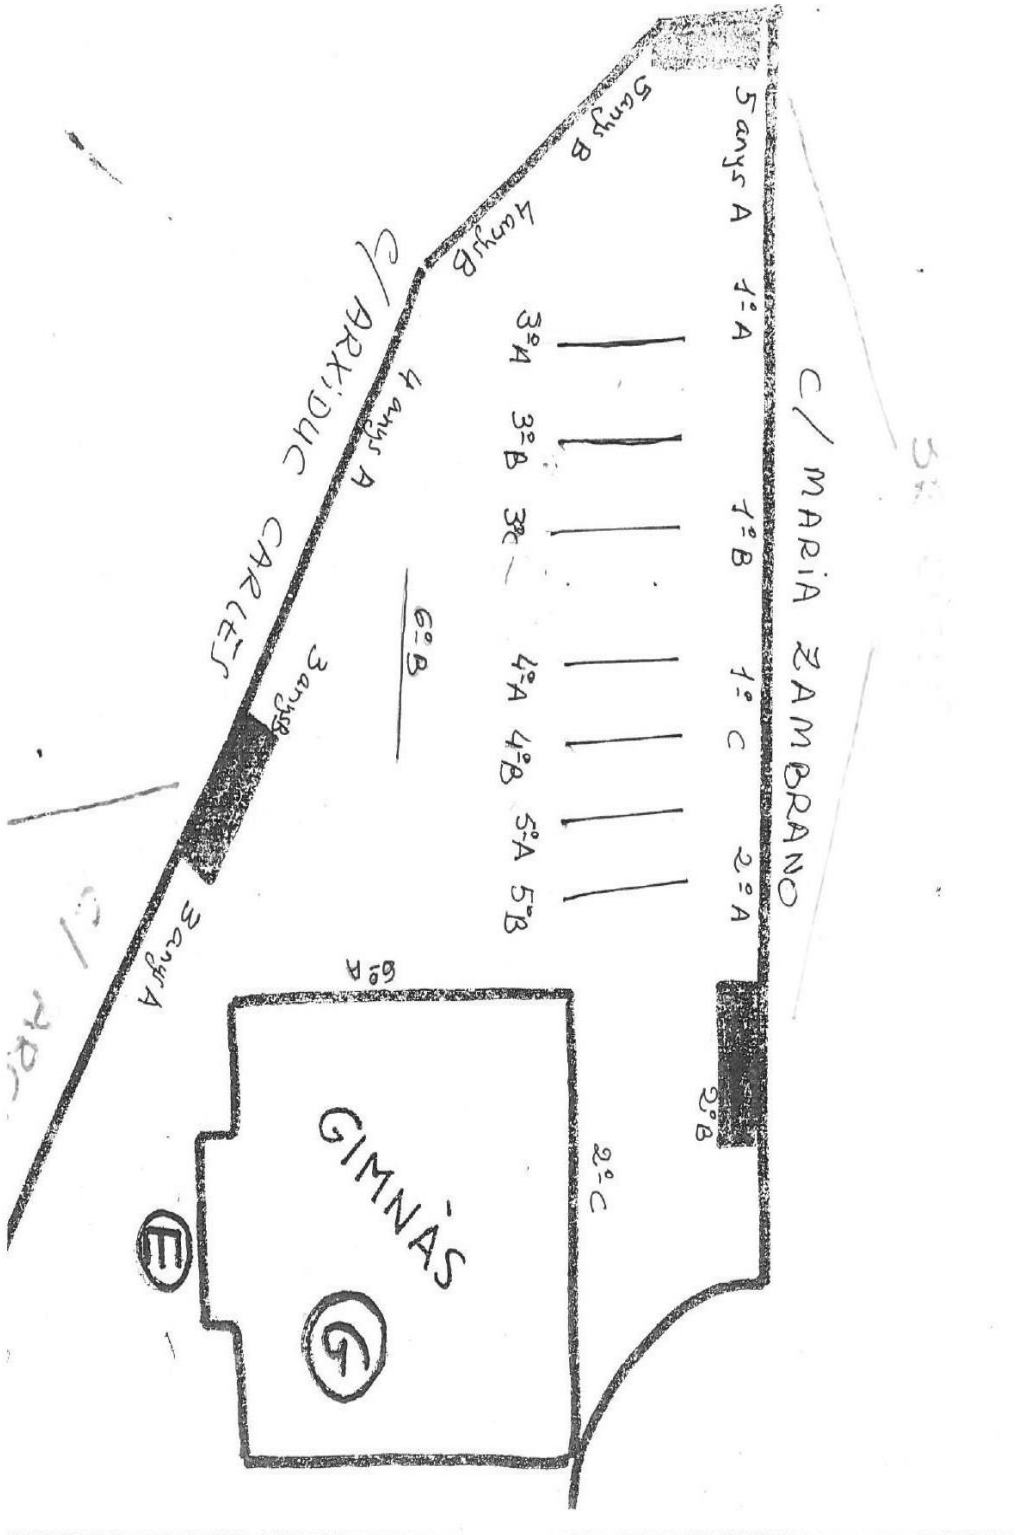 C/ MARIA ZAMBRANO
5 anys A
1º A
1º B
1º C
2º A
2º B
2º C
5 anys B
4 anys B
4 anys A
3 anys B
3 anys A
C/ ARXIDUC CARLES
3º A
3º B
3º C
4º A
4º B
5º A
5º B
6º B
6º A
GIMNÀS
G
E